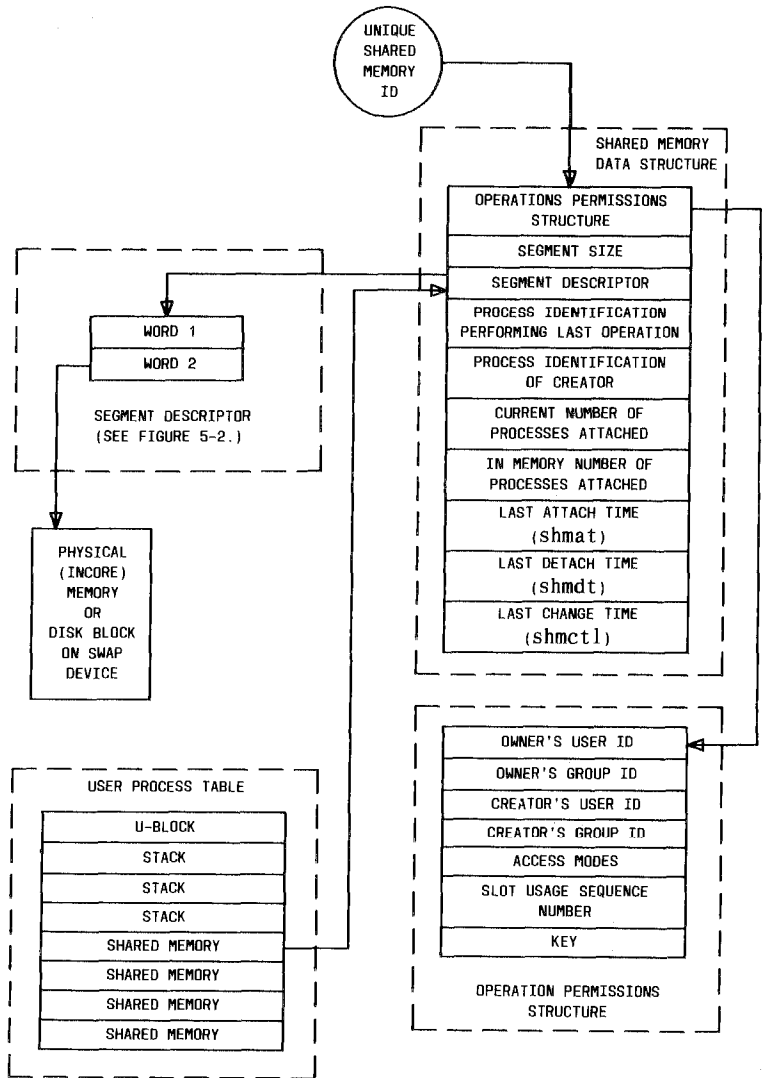 UNIQUE
SHARED
MEMORY
ID
SHARED MEMORY
DATA STRUCTURE
OPERATIONS PERMISSIONS
STRUCTURE
SEGMENT SIZE
SEGMENT DESCRIPTOR
PROCESS IDENTIFICATION
PERFORMING LAST OPERATION
PROCESS IDENTIFICATION
OF CREATOR
CURRENT NUMBER OF
PROCESSES ATTACHED
IN MEMORY NUMBER OF
PROCESSES ATTACHED
LAST ATTACH TIME
(shmat)
LAST DETACH TIME
(shmdt)
LAST CHANGE TIME
(shmctl)
WORD 1
WORD 2
SEGMENT DESCRIPTOR
(SEE FIGURE 5-2.)
PHYSICAL
(INCORE)
MEMORY
OR
DISK BLOCK
ON SWAP
DEVICE
USER PROCESS TABLE
U-BLOCK
STACK
STACK
STACK
SHARED MEMORY
SHARED MEMORY
SHARED MEMORY
SHARED MEMORY
OWNER'S USER ID
OWNER'S GROUP ID
CREATOR'S USER ID
CREATOR'S GROUP ID
ACCESS MODES
SLOT USAGE SEQUENCE
NUMBER
KEY
OPERATION PERMISSIONS
STRUCTURE